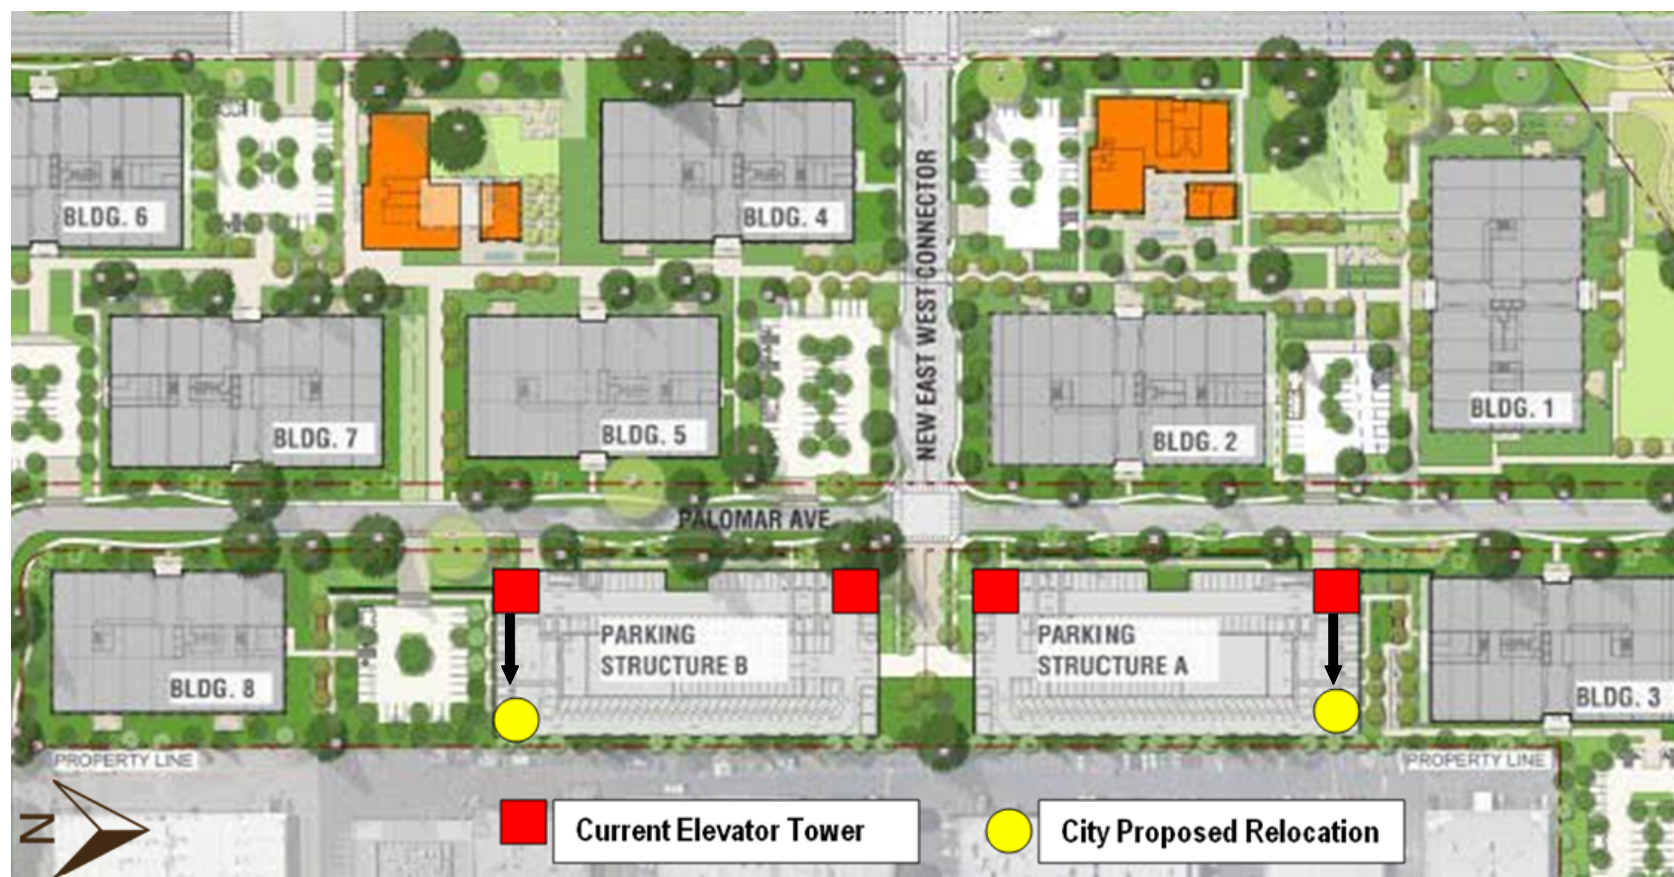 BLDG. 6
BLDG. 4
NEW EAST WEST CONNECTOR
BLDG. 7
BLDG. 5
BLDG. 2
BLDG. 1
PALOMAR AVE.
PARKING
STRUCTURE B
PARKING
STRUCTURE A
BLDG. 8
BLDG. 3
PROPERTY LINE
PROPERTY LINE
N
Current Elevator Tower
City Proposed Relocation